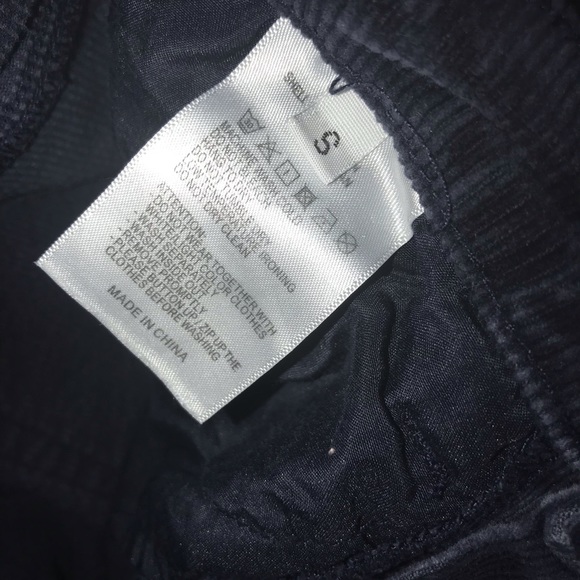 SHELL
S
MACHINE WASH COLD
DO NOT BLEACH
HANG TO DRY
DO NOT TUMBLE DRY
LOW TEMPERATURE IRONING
DO NOT DRY CLEAN
ATTENTION:
DO NOT WEAR TOGETHER WITH
WHITE/LIGHT COLOR CLOTHES
WASH SEPARATELY
WASH INSIDE OUT
REMOVE PROMPTLY
PLEASE BUTTON UP / ZIP UP THE
CLOTHES BEFORE WASHING
MADE IN CHINA